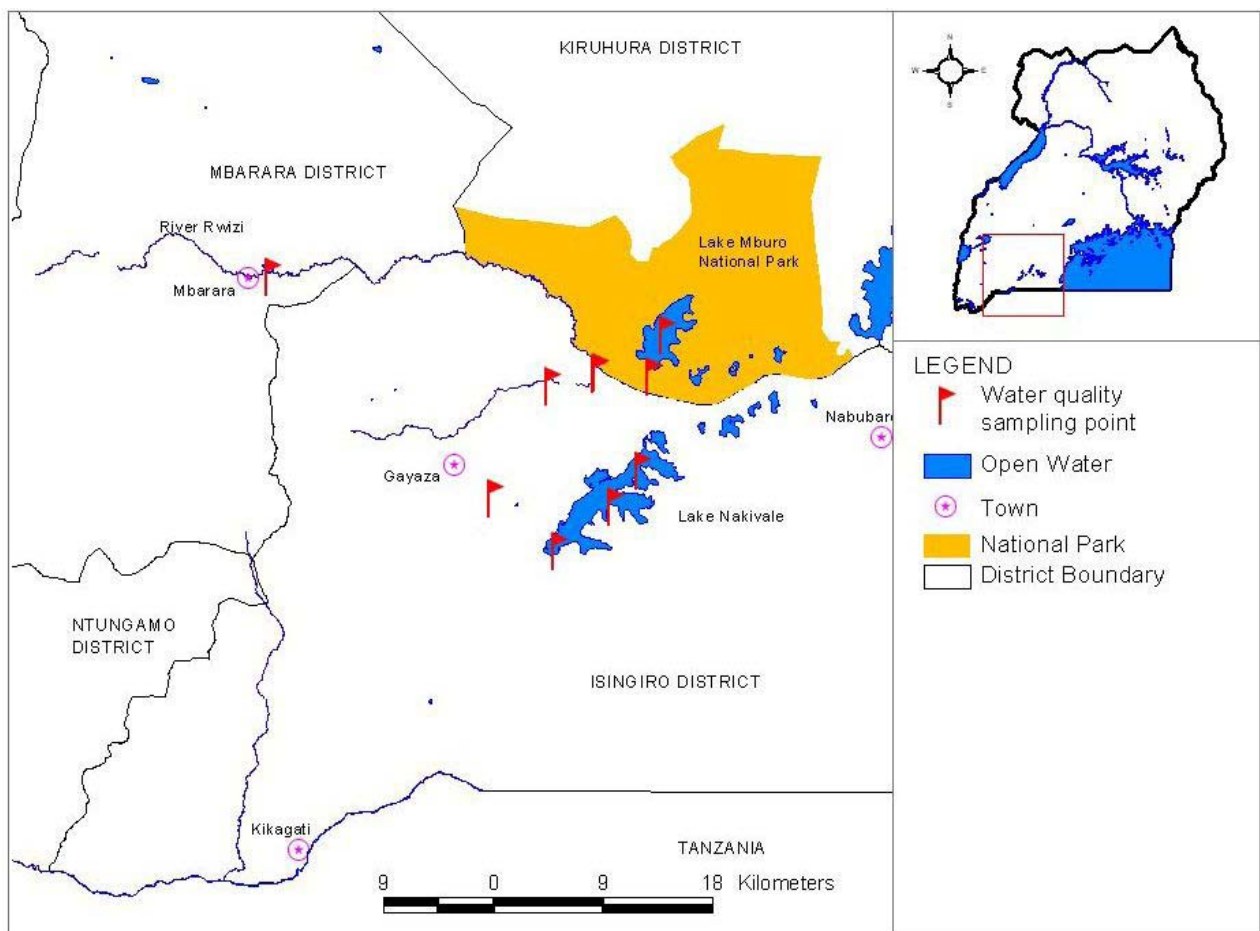 KIRUHURA DISTRICT
MBARARA DISTRICT
River Rwizi
Mbarara
Lake Mburo
National Park
Nabubare
Gayaza
Lake Nakivale
NTUNGAMO
DISTRICT
ISINGIRO DISTRICT
Kikagati
TANZANIA
9 0 9 18 Kilometers
N
W E
S
LEGEND
Water quality
sampling point
Open Water
Town
National Park
District Boundary